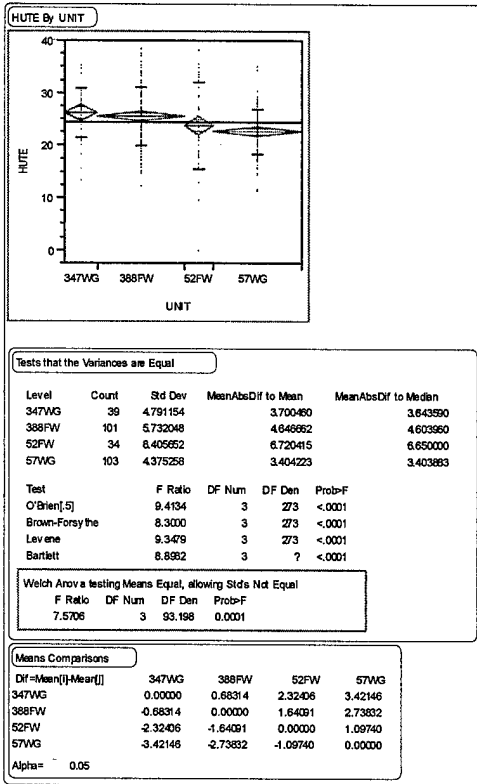 HUTE By UNIT
40
30
20
10
0
HUTE
347WG 388FW 52FW 57WG
UNIT
Tests that the Variances are Equal
Level Count Std Dev MeanAbsDif to Mean MeanAbsDif to Median
347WG 39 4.791154 3.700460 3.643590
388FW 101 5.732048 4.646662 4.603960
52FW 34 8.405652 6.720415 6.650000
57WG 103 4.375258 3.404223 3.403883
Test F Ratio DF Num DF Den Prob>F
O'Brien[.5] 9.4134 3 273 <.0001
Brown-Forsythe 8.3000 3 273 <.0001
Levene 9.3479 3 273 <.0001
Bartlett 8.8982 3 ? <.0001
Welch Anova testing Means Equal, allowing Std's Not Equal
F Ratio DF Num DF Den Prob>F
7.5706 3 93.198 0.0001
Means Comparisons
Dif=Mean[i]-Mean[j] 347WG 388FW 52FW 57WG
347WG 0.00000 0.68314 2.32406 3.42146
388FW -0.68314 0.00000 1.64091 2.73832
52FW -2.32406 -1.64091 0.00000 1.09740
57WG -3.42146 -2.73832 -1.09740 0.00000
Alpha= 0.05